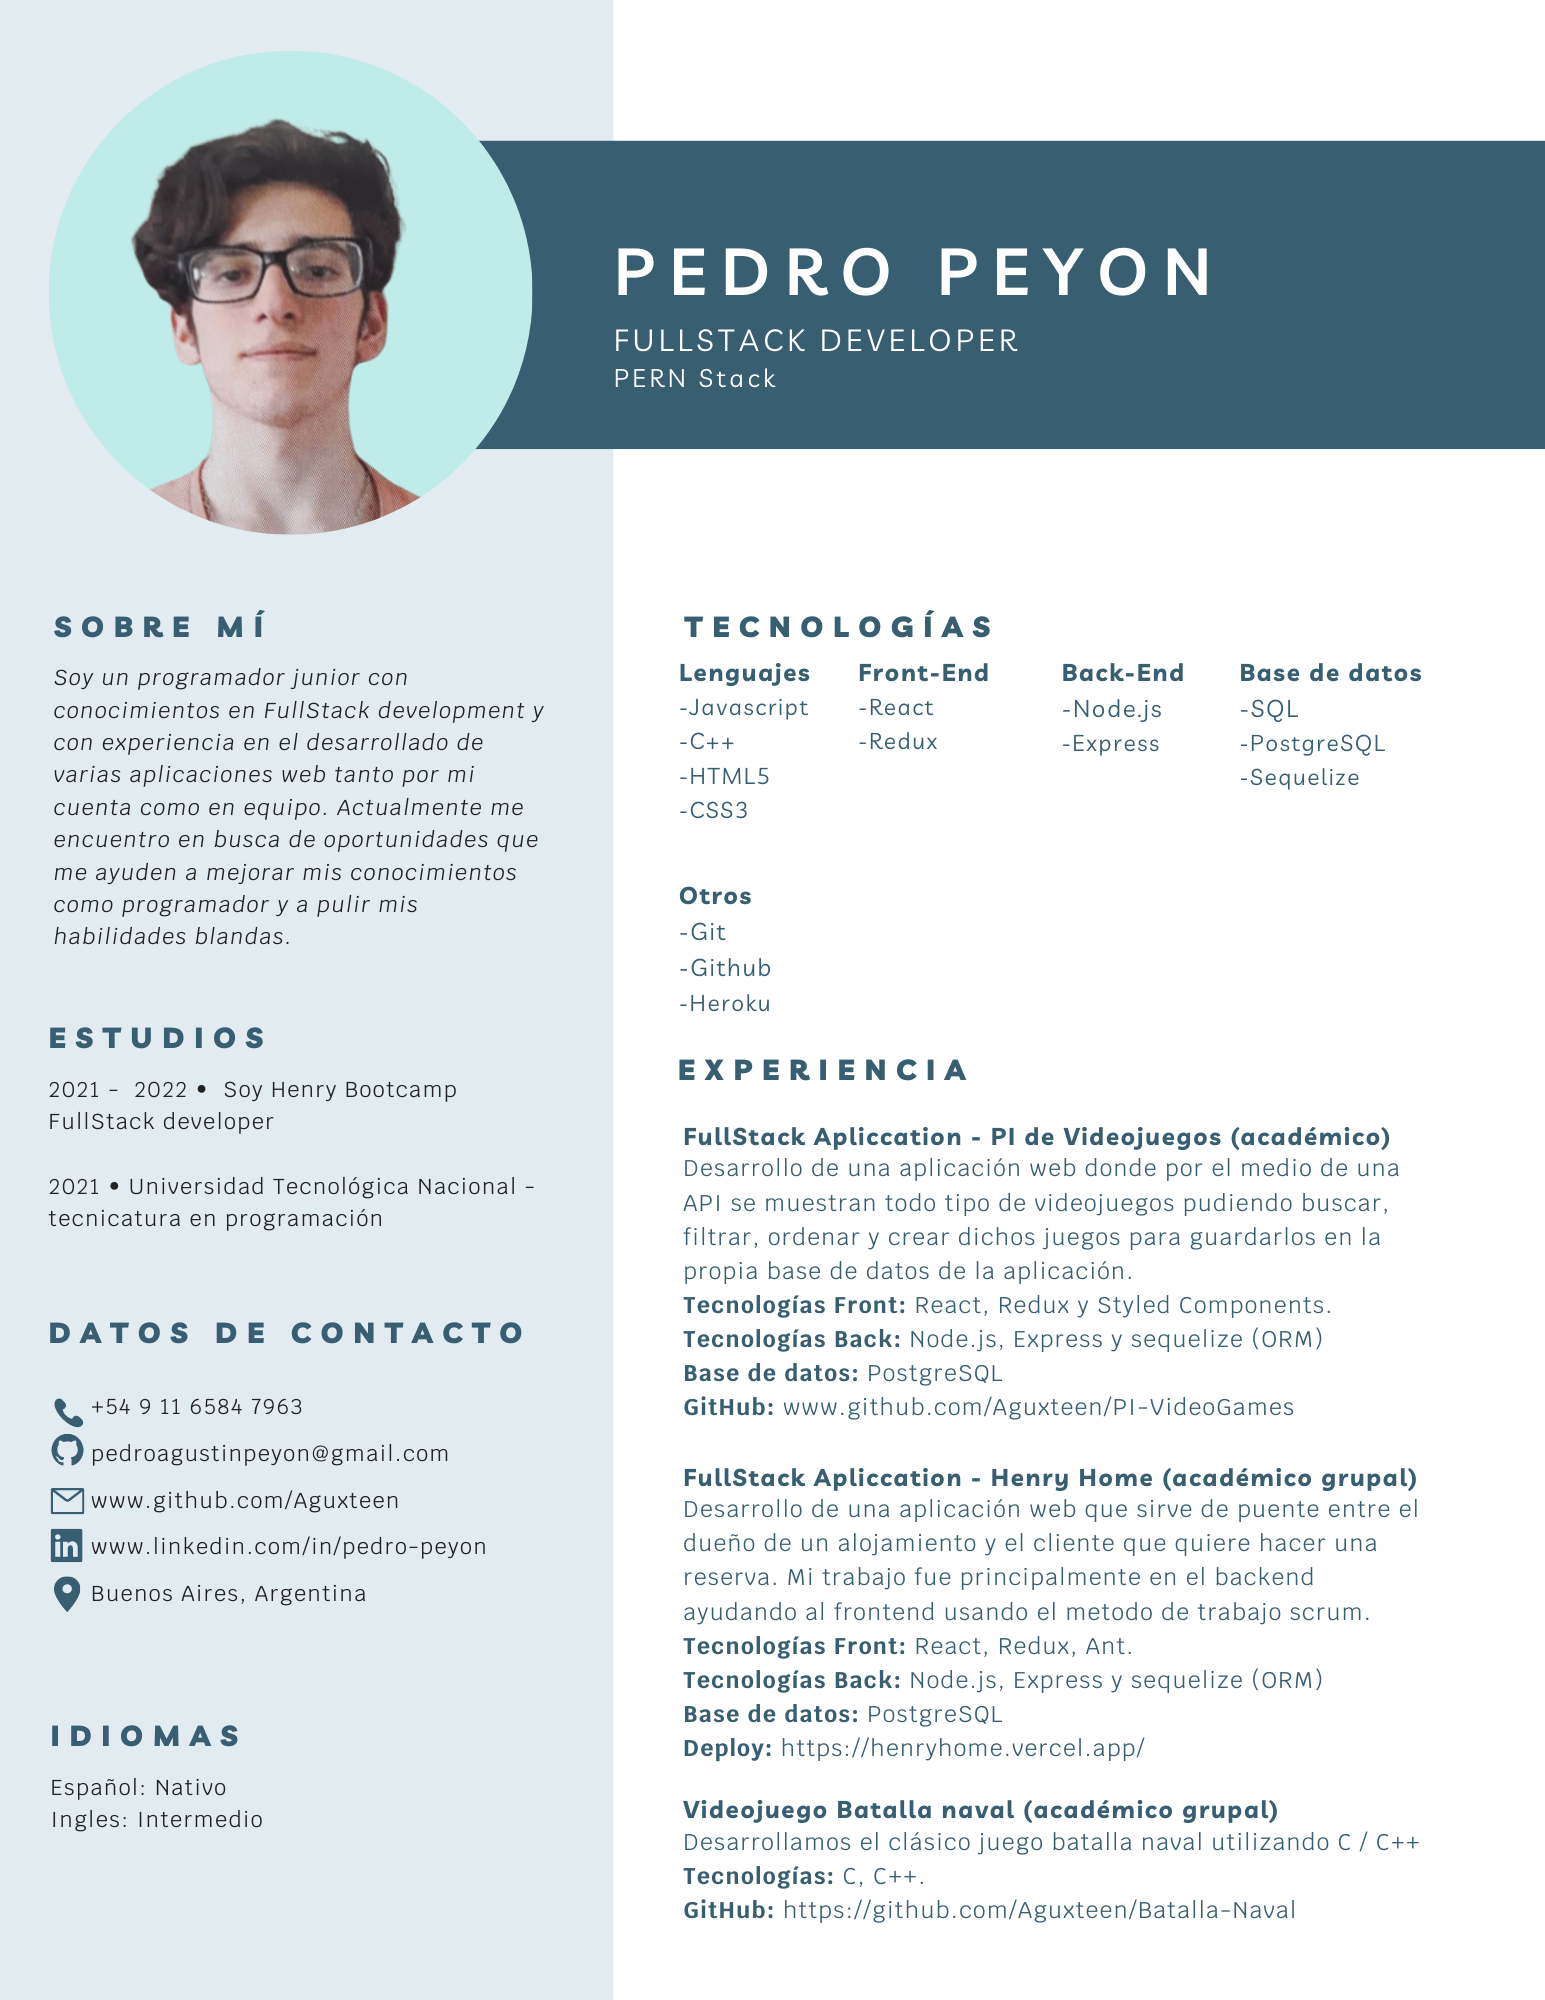 PEDRO PEYON
FULLSTACK DEVELOPER
PERN Stack
SOBRE MÍ
Soy un programador junior con
conocimientos en FullStack development y
con experiencia en el desarrollado de
varias aplicaciones web tanto por mi
cuenta como en equipo. Actualmente me
encuentro en busca de oportunidades que
me ayuden a mejorar mis conocimientos
como programador y a pulir mis
habilidades blandas.
ESTUDIOS
2021 - 2022 • Soy Henry Bootcamp
FullStack developer
2021 • Universidad Tecnológica Nacional -
tecnicatura en programación
DATOS DE CONTACTO
+54 9 11 6584 7963
pedroagustinpeyon@gmail.com
www.github.com/Aguxteen
www.linkedin.com/in/pedro-peyon
Buenos Aires, Argentina
IDIOMAS
Español: Nativo
Ingles: Intermedio
TECNOLOGÍAS
Lenguajes
-Javascript
-C++
-HTML5
-CSS3
Front-End
-React
-Redux
Back-End
-Node.js
-Express
Base de datos
-SQL
-PostgreSQL
-Sequelize
Otros
-Git
-Github
-Heroku
EXPERIENCIA
FullStack Apliccation - PI de Videojuegos (académico)
Desarrollo de una aplicación web donde por el medio de una
API se muestran todo tipo de videojuegos pudiendo buscar,
filtrar, ordenar y crear dichos juegos para guardarlos en la
propia base de datos de la aplicación.
Tecnologías Front: React, Redux y Styled Components.
Tecnologías Back: Node.js, Express y sequelize (ORM)
Base de datos: PostgreSQL
GitHub: www.github.com/Aguxteen/PI-VideoGames
FullStack Apliccation - Henry Home (académico grupal)
Desarrollo de una aplicación web que sirve de puente entre el
dueño de un alojamiento y el cliente que quiere hacer una
reserva. Mi trabajo fue principalmente en el backend
ayudando al frontend usando el metodo de trabajo scrum.
Tecnologías Front: React, Redux, Ant.
Tecnologías Back: Node.js, Express y sequelize (ORM)
Base de datos: PostgreSQL
Deploy: https://henryhome.vercel.app/
Videojuego Batalla naval (académico grupal)
Desarrollamos el clásico juego batalla naval utilizando C / C++
Tecnologías: C, C++.
GitHub: https://github.com/Aguxteen/Batalla-Naval